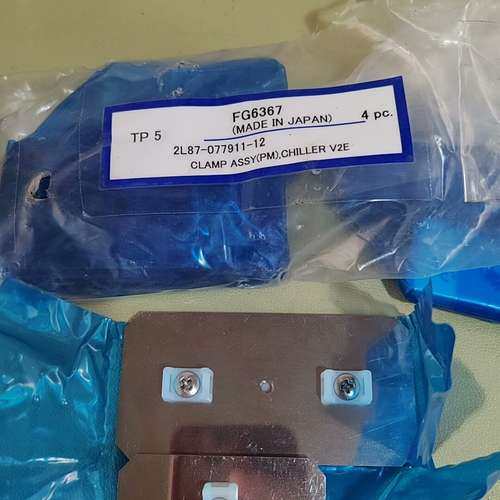 FG6367
(MADE IN JAPAN)
TP 5
4 pc.
2L87-077911-12
CLAMP ASSY(PM),CHILLER V2E